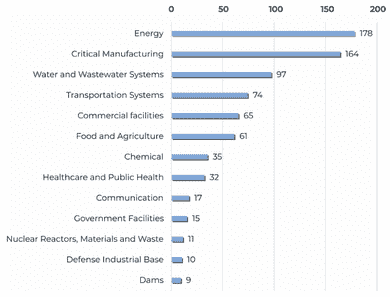 0 50 100 150 200
Energy 178
Critical Manufacturing 164
Water and Wastewater Systems 97
Transportation Systems 74
Commercial facilities 65
Food and Agriculture 61
Chemical 35
Healthcare and Public Health 32
Communication 17
Government Facilities 15
Nuclear Reactors, Materials and Waste 11
Defense Industrial Base 10
Dams 9